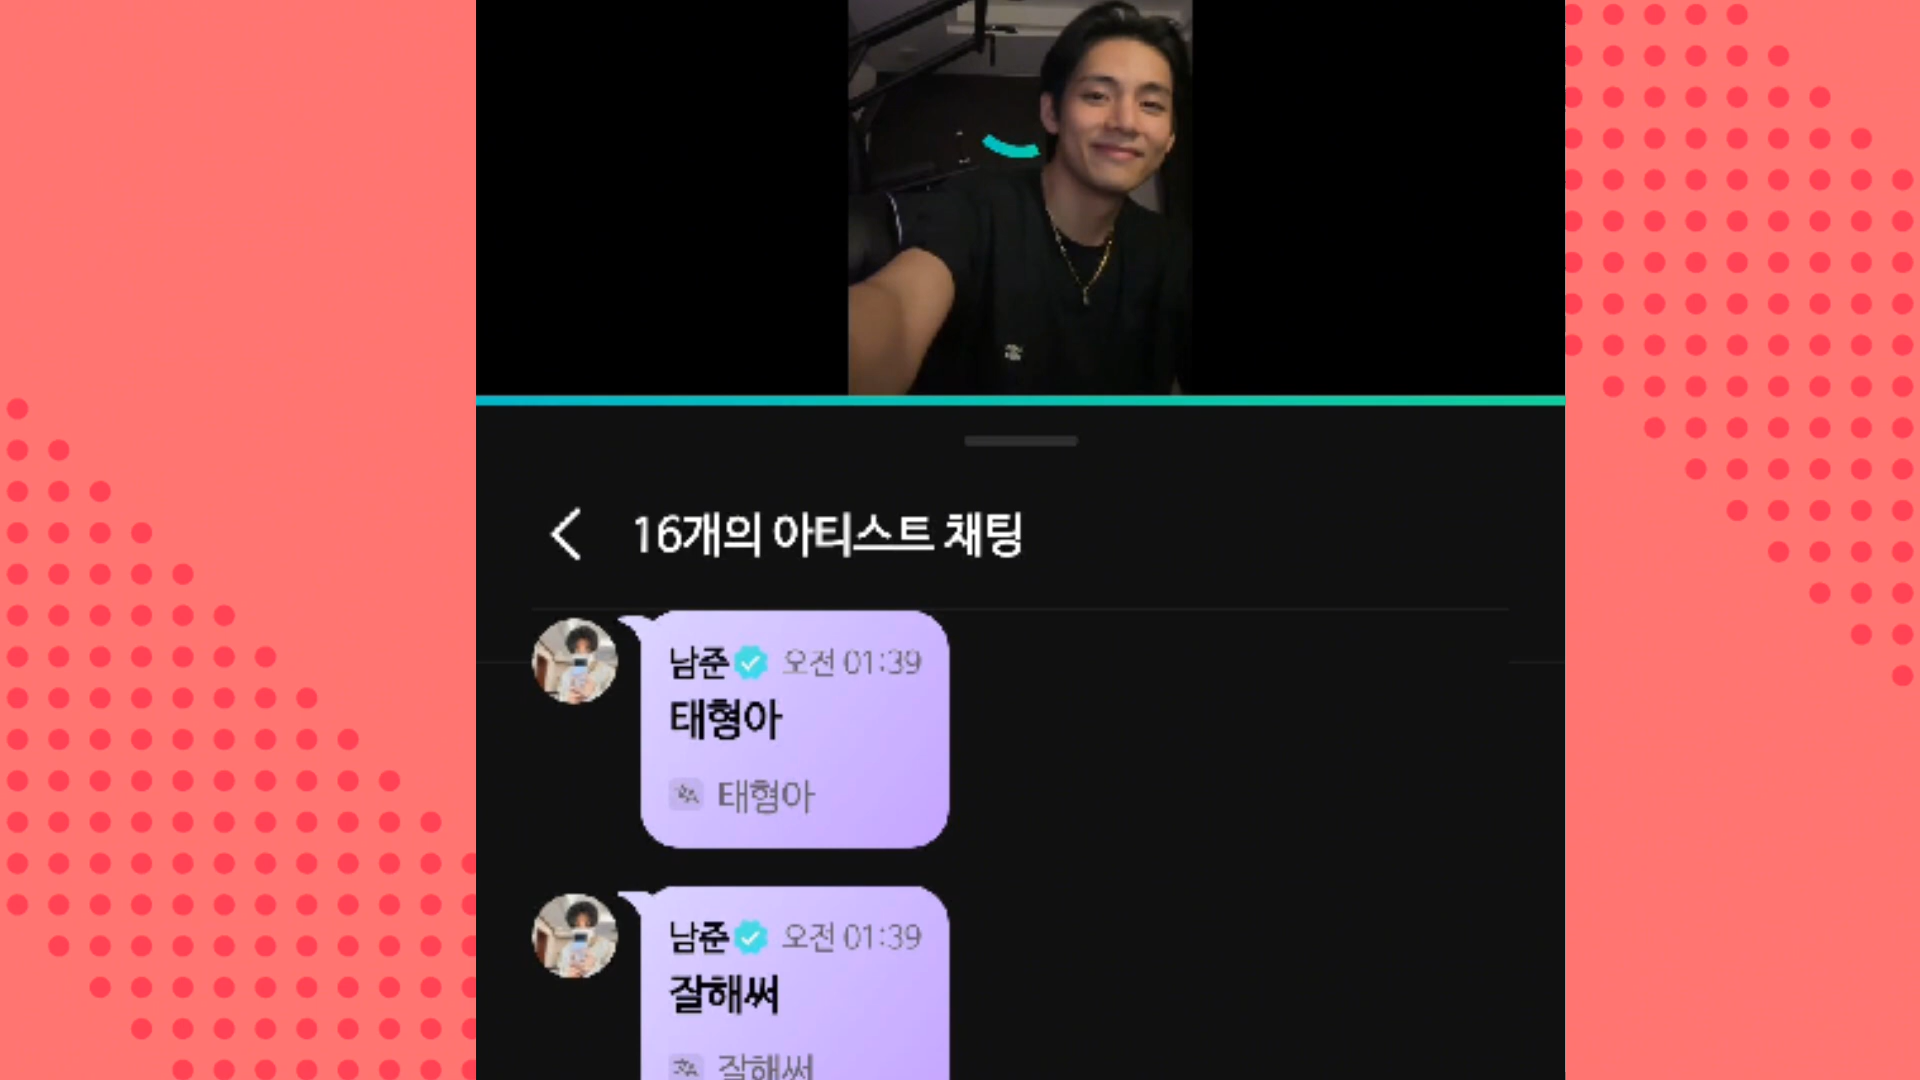 16개의 아티스트 채팅
남준 오전 01:39
태형아
태형아
남준 오전 01:39
잘해써
잘해써